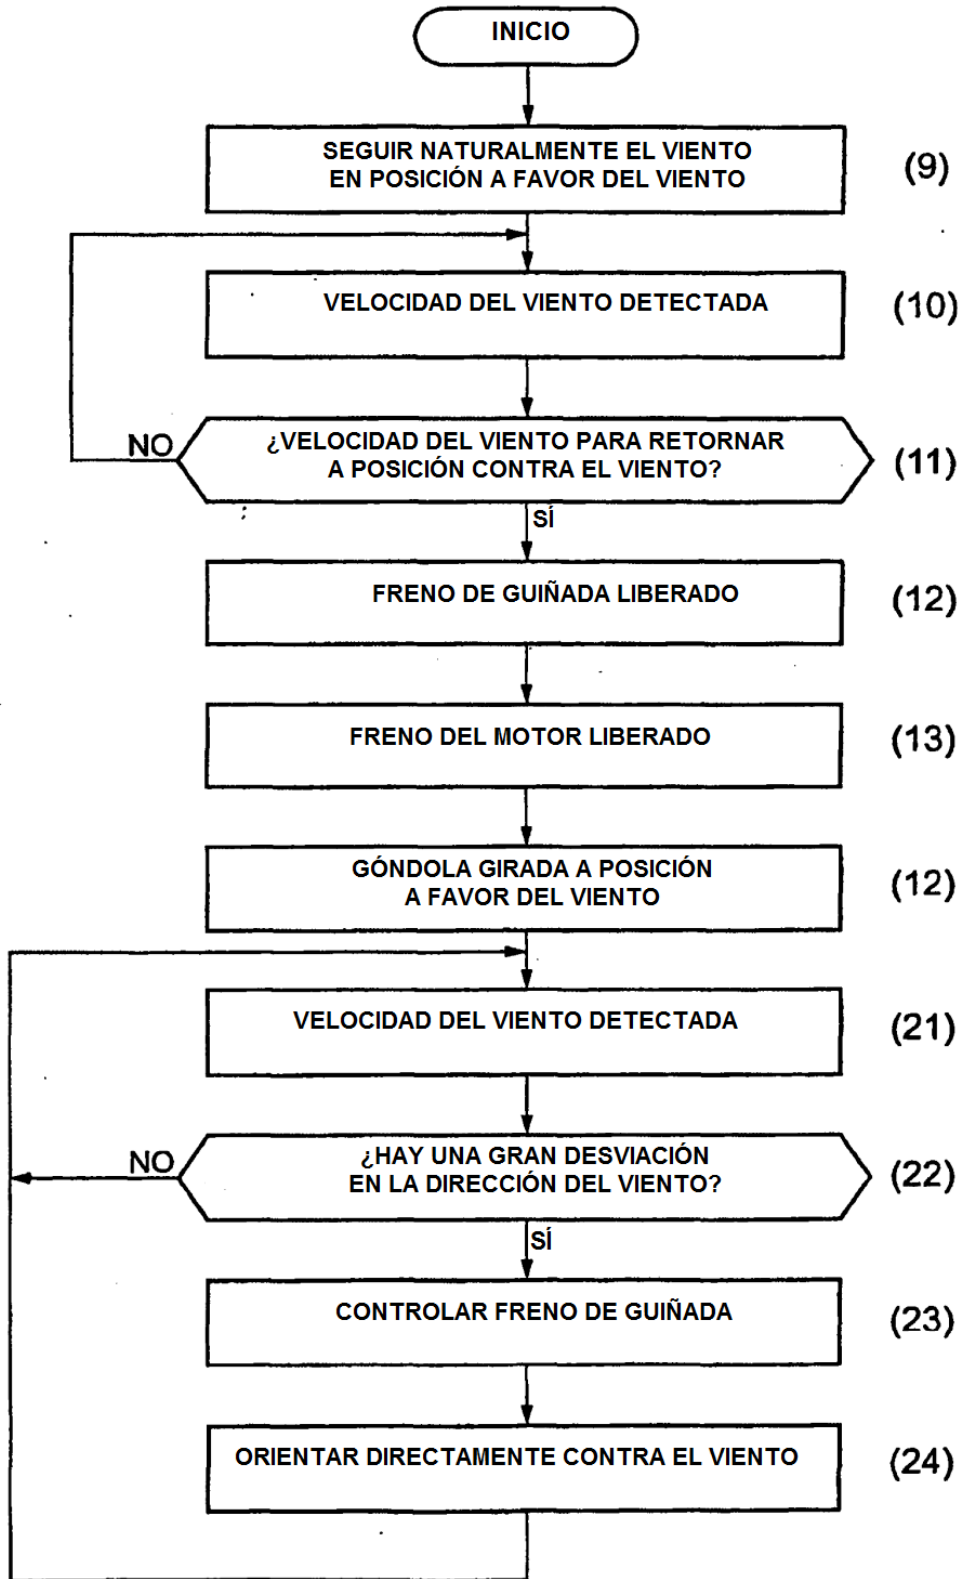 INICIO
SEGUIR NATURALMENTE EL VIENTO
EN POSICIÓN A FAVOR DEL VIENTO
(9)
VELOCIDAD DEL VIENTO DETECTADA
(10)
¿VELOCIDAD DEL VIENTO PARA RETORNAR
A POSICIÓN CONTRA EL VIENTO?
(11)
NO
SÍ
FRENO DE GUIÑADA LIBERADO
(12)
FRENO DEL MOTOR LIBERADO
(13)
GÓNDOLA GIRADA A POSICIÓN
A FAVOR DEL VIENTO
(12)
VELOCIDAD DEL VIENTO DETECTADA
(21)
¿HAY UNA GRAN DESVIACIÓN
EN LA DIRECCIÓN DEL VIENTO?
(22)
NO
SÍ
CONTROLAR FRENO DE GUIÑADA
(23)
ORIENTAR DIRECTAMENTE CONTRA EL VIENTO
(24)